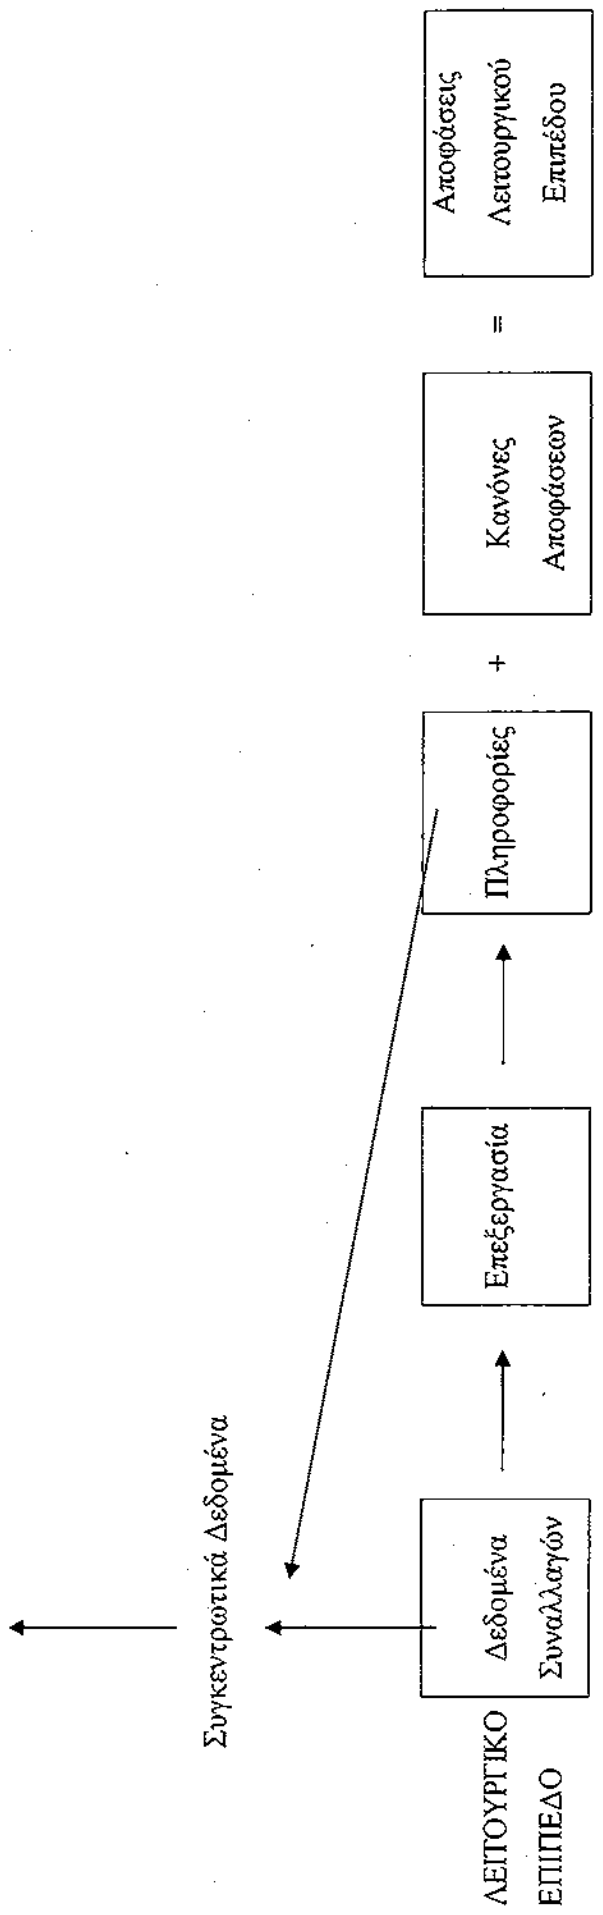 Συγκεντρωτικά Δεδομένα
ΛΕΙΤΟΥΡΓΙΚΟ
ΕΠΙΠΕΔΟ
Δεδομένα
Συναλλαγών
Επεξεργασία
Πληροφορίες
+
Κανόνες
Αποφάσεων
=
Αποφάσεις
Λειτουργικού
Επιπέδου